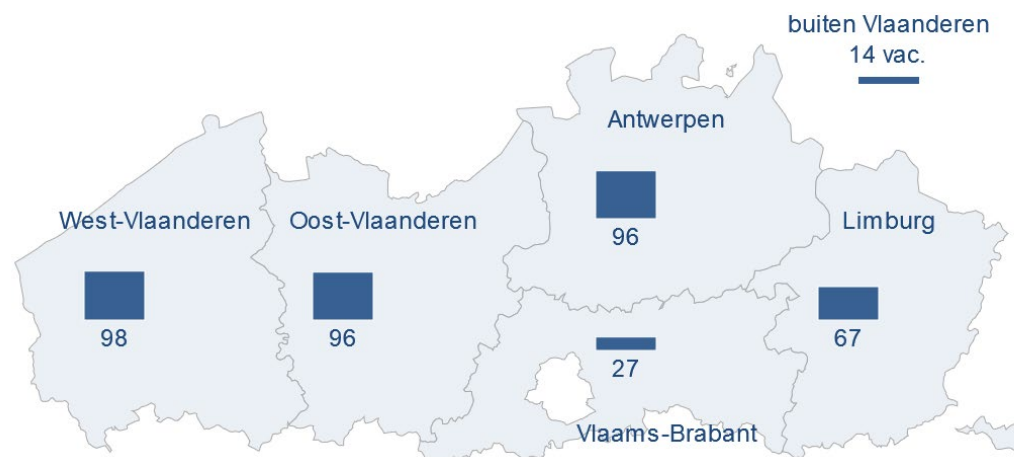 buiten Vlaanderen
14 vac.
Antwerpen
96
West-Vlaanderen
98
Oost-Vlaanderen
96
Limburg
67
27
Vlaams-Brabant